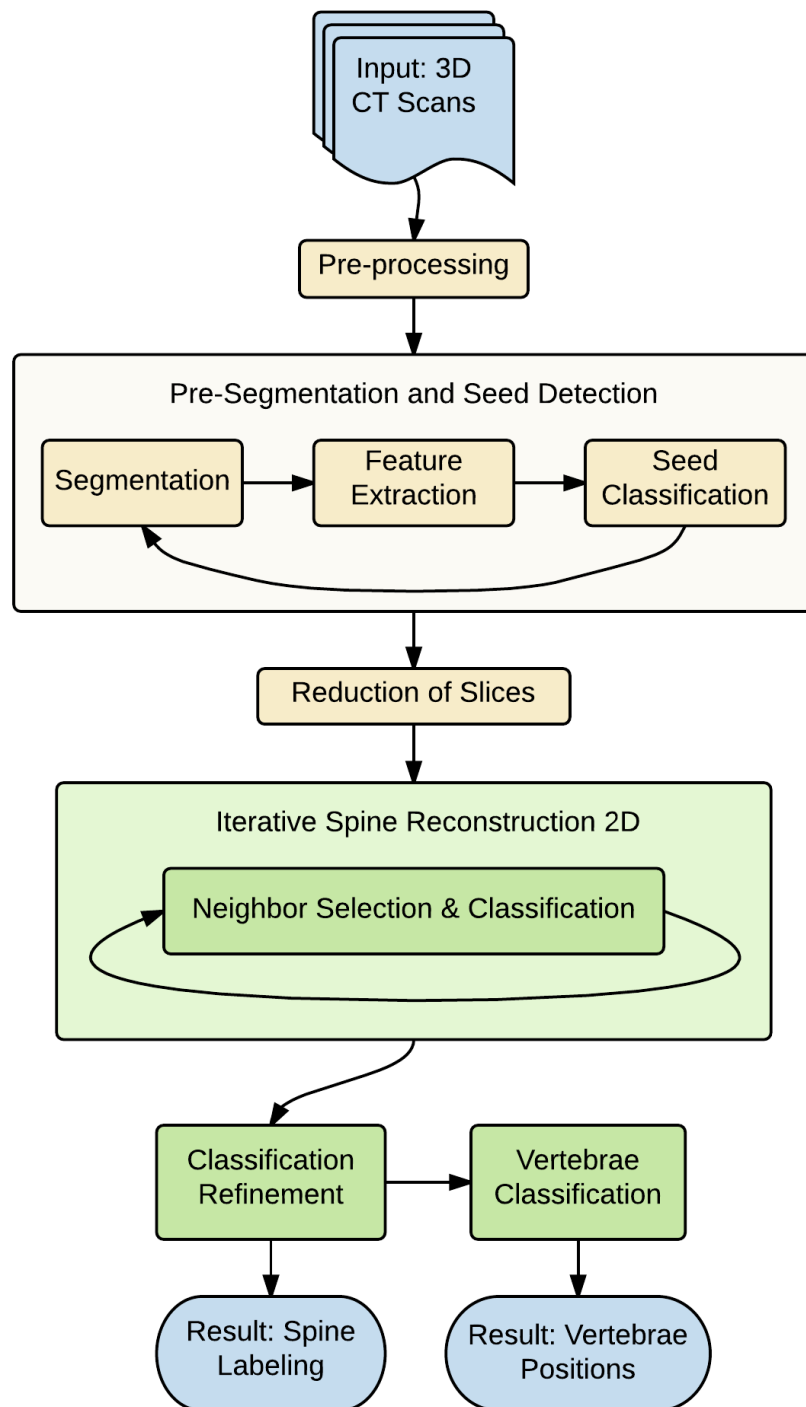 Input: 3D
CT Scans
Pre-processing
Pre-Segmentation and Seed Detection
Segmentation
Feature
Extraction
Seed
Classification
Reduction of Slices
Iterative Spine Reconstruction 2D
Neighbor Selection & Classification
Classification
Refinement
Vertebrae
Classification
Result: Spine
Labeling
Result: Vertebrae
Positions